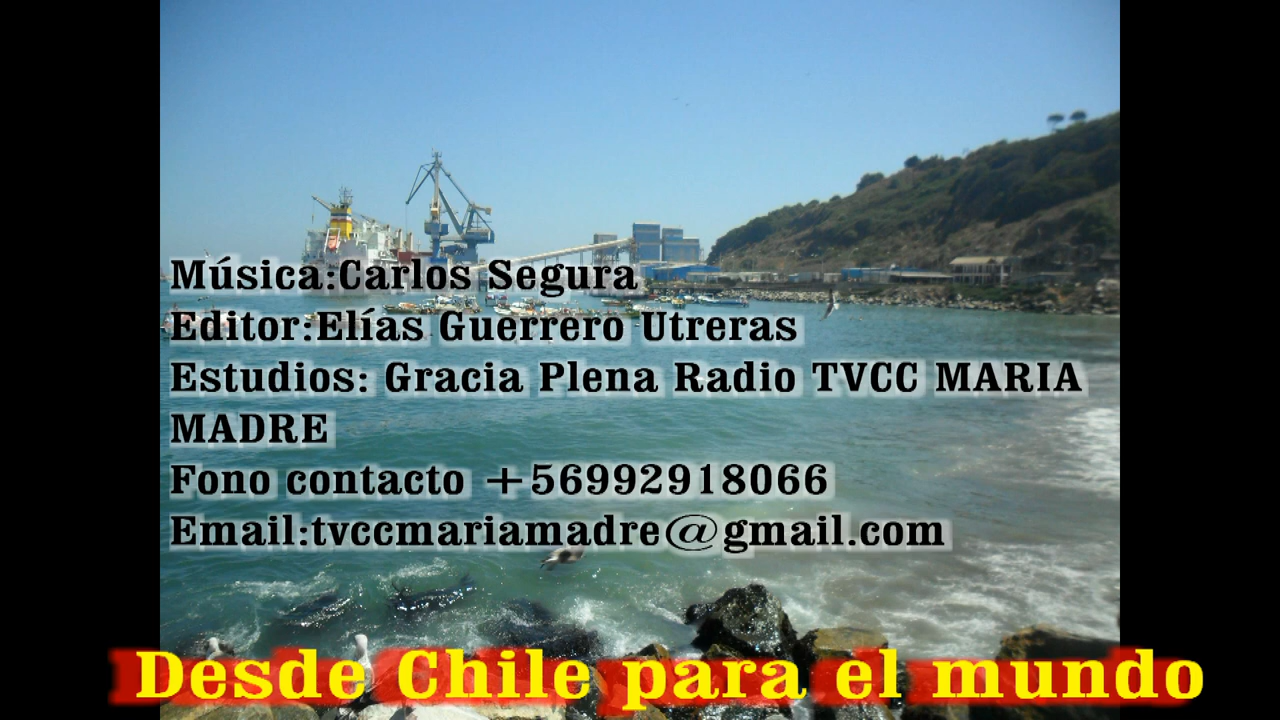 Música:Carlos Segura
Editor:Elías Guerrero Utreras
Estudios: Gracia Plena Radio TVCC MARIA
MADRE
Fono contacto +56992918066
Email:tvccmariamadre@gmail.com
Desde Chile para el mundo